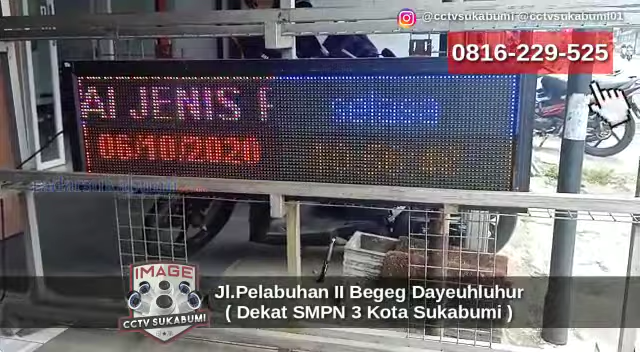 @cctvsukabumi @cctvsukabumi01
0816-229-525
AI JENIS F
selasa
06/10/2020
IMAGE
CCTV SUKABUMI
Jl.Pelabuhan II Begeg Dayeuhluhur
( Dekat SMPN 3 Kota Sukabumi )